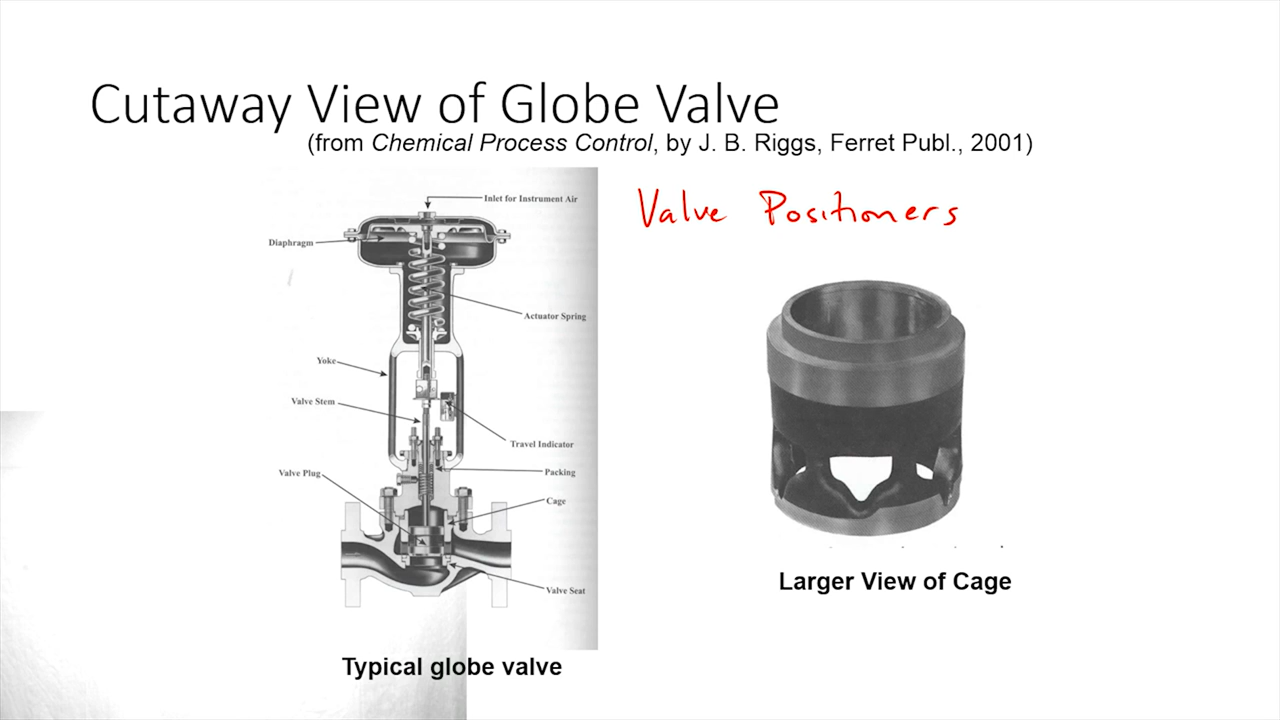 Cutaway View of Globe Valve
(from Chemical Process Control, by J. B. Riggs, Ferret Publ., 2001)
Valve Positioners
Inlet for Instrument Air
Diaphragm
Actuator Spring
Yoke
Valve Stem
Travel Indicator
Packing
Valve Plug
Cage
Valve Seat
Larger View of Cage
Typical globe valve